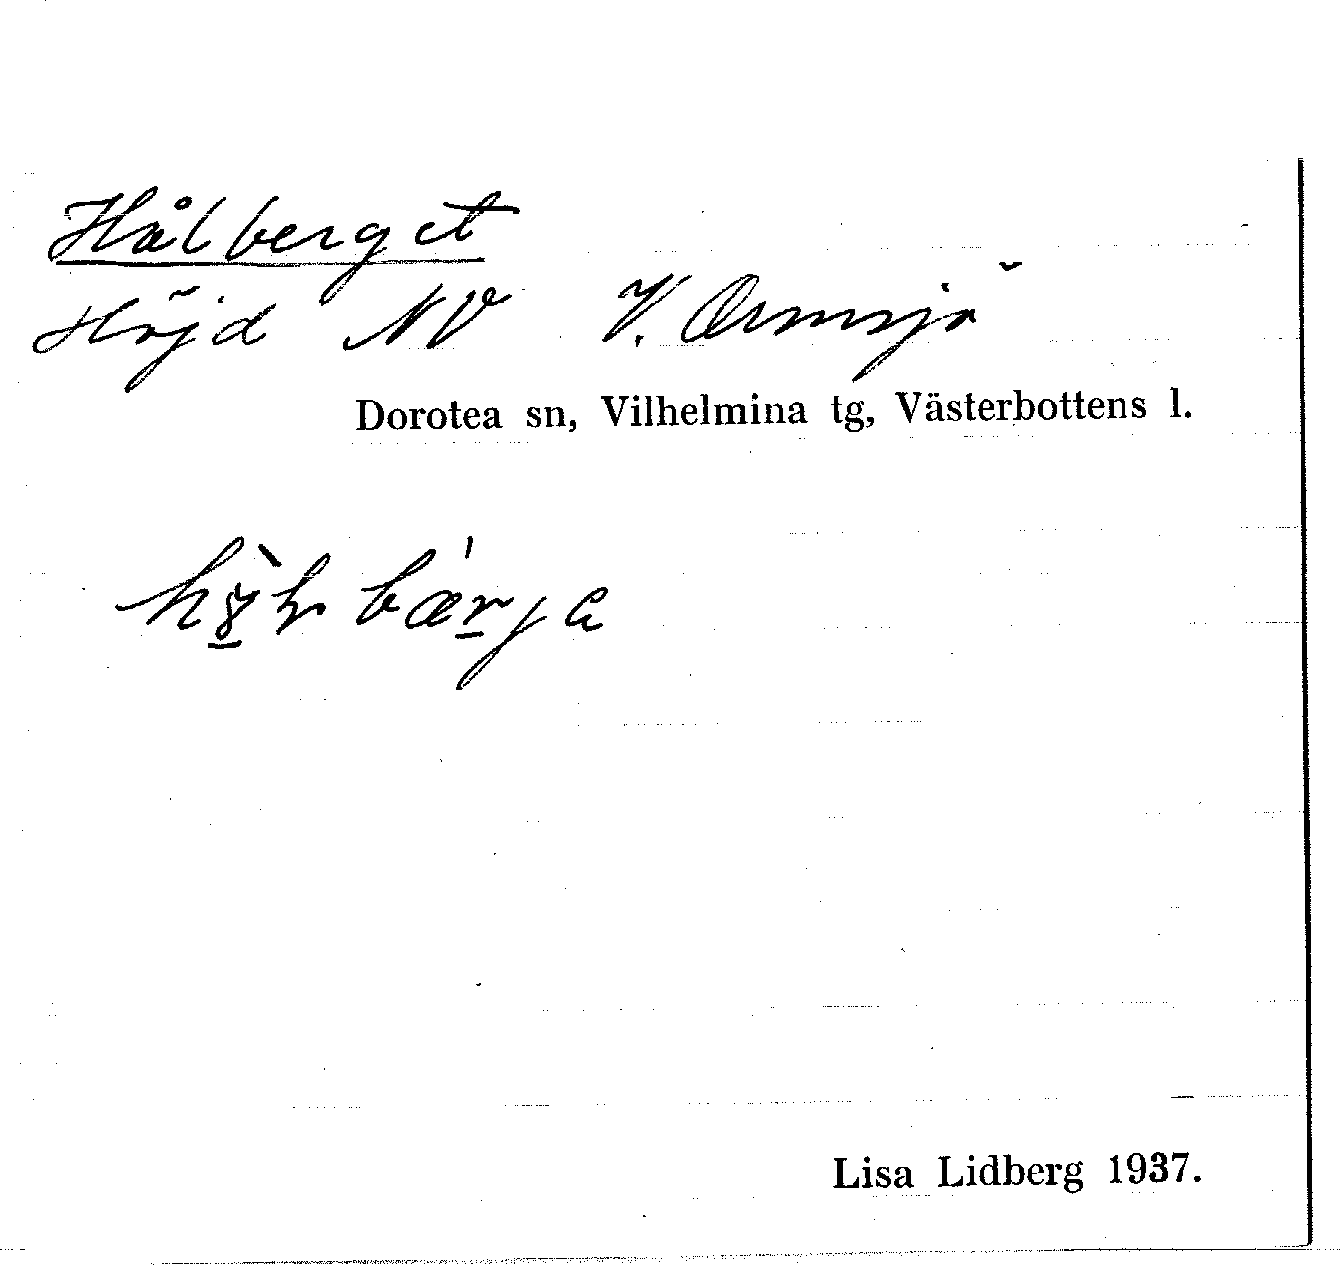 Hålberget
Höjd NV V. Ormsjö
Dorotea sn, Vilhelmina tg, Västerbottens l.
Lisa Lidberg 1937.